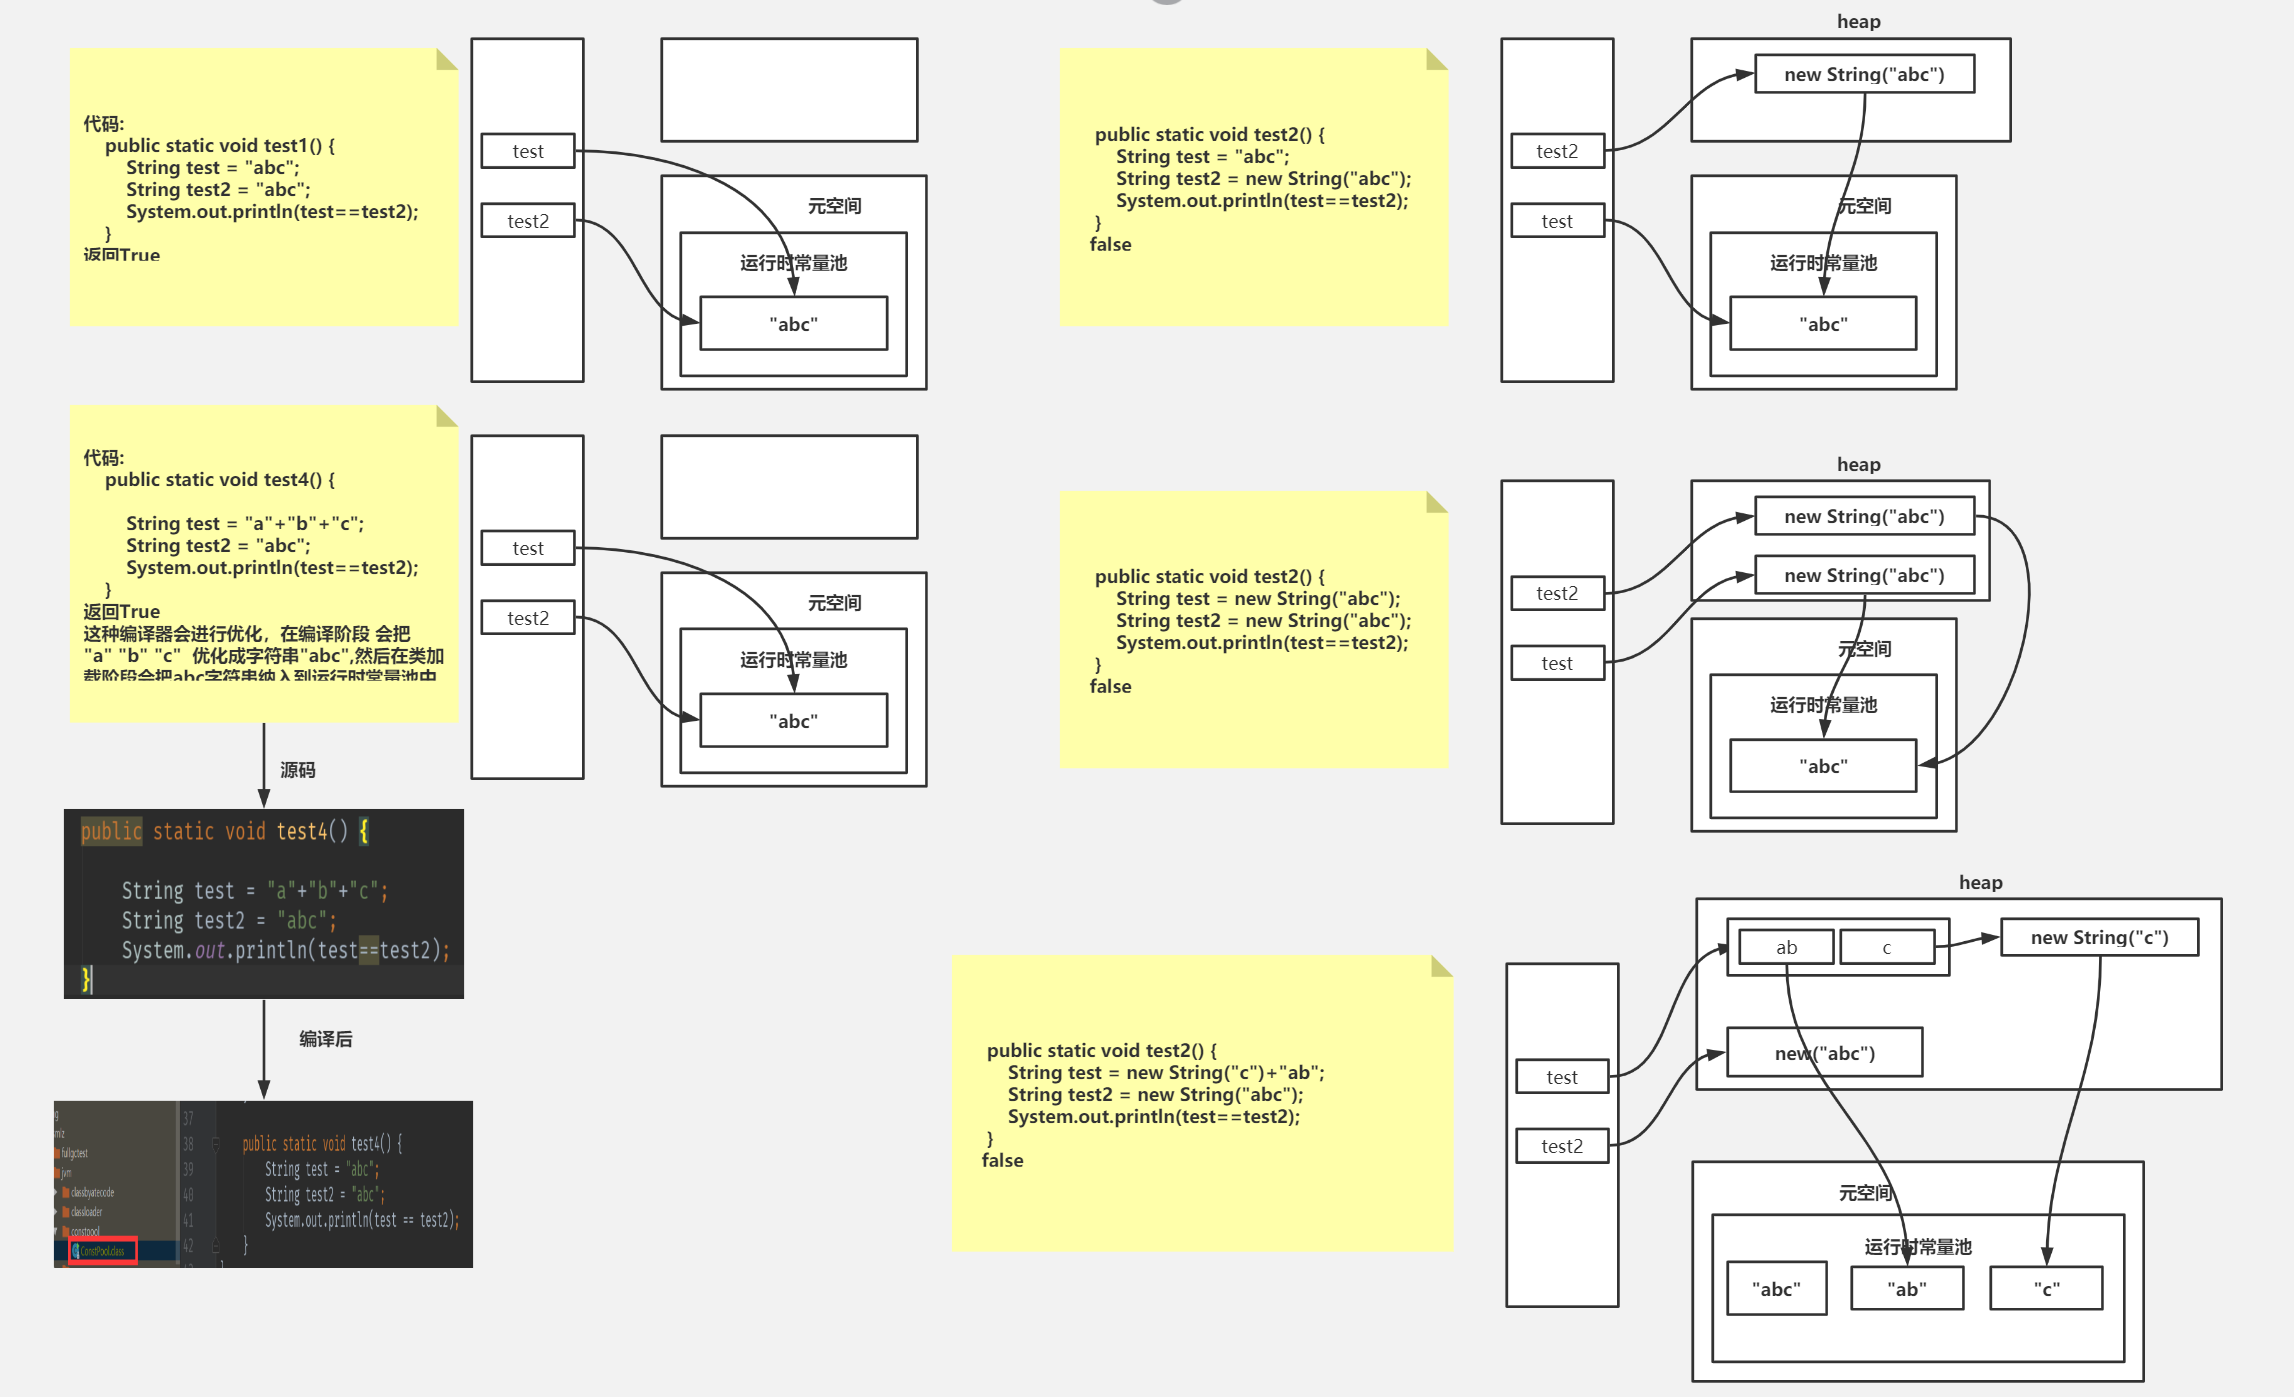 代码:
public static void test1() {
String test = "abc";
String test2 = "abc";
System.out.println(test==test2);
}
返回True
test
test2
元空间
运行时常量池
"abc"
public static void test2() {
String test = "abc";
String test2 = new String("abc");
System.out.println(test==test2);
}
false
test2
test
heap
new String("abc")
元空间
运行时常量池
"abc"
代码:
public static void test4() {
String test = "a"+"b"+"c";
String test2 = "abc";
System.out.println(test==test2);
}
返回True
这种编译器会进行优化，在编译阶段 会把
"a" "b" "c" 优化成字符串"abc",然后在类加
载阶段会把abc字符串纳入到运行时常量池中
test
test2
元空间
运行时常量池
"abc"
源码
public static void test4() {
String test = "a"+"b"+"c";
String test2 = "abc";
System.out.println(test==test2);
}
编译后
fullgctest
jvm
classbyatecode
classloader
constpool
ConstPool.class
37
38 public static void test4() {
39 String test = "abc";
40 String test2 = "abc";
41 System.out.println(test == test2);
42 }
public static void test2() {
String test = new String("abc");
String test2 = new String("abc");
System.out.println(test==test2);
}
false
test2
test
heap
new String("abc")
new String("abc")
元空间
运行时常量池
"abc"
public static void test2() {
String test = new String("c")+"ab";
String test2 = new String("abc");
System.out.println(test==test2);
}
false
test
test2
heap
ab
c
new String("c")
new("abc")
元空间
运行时常量池
"abc"
"ab"
"c"